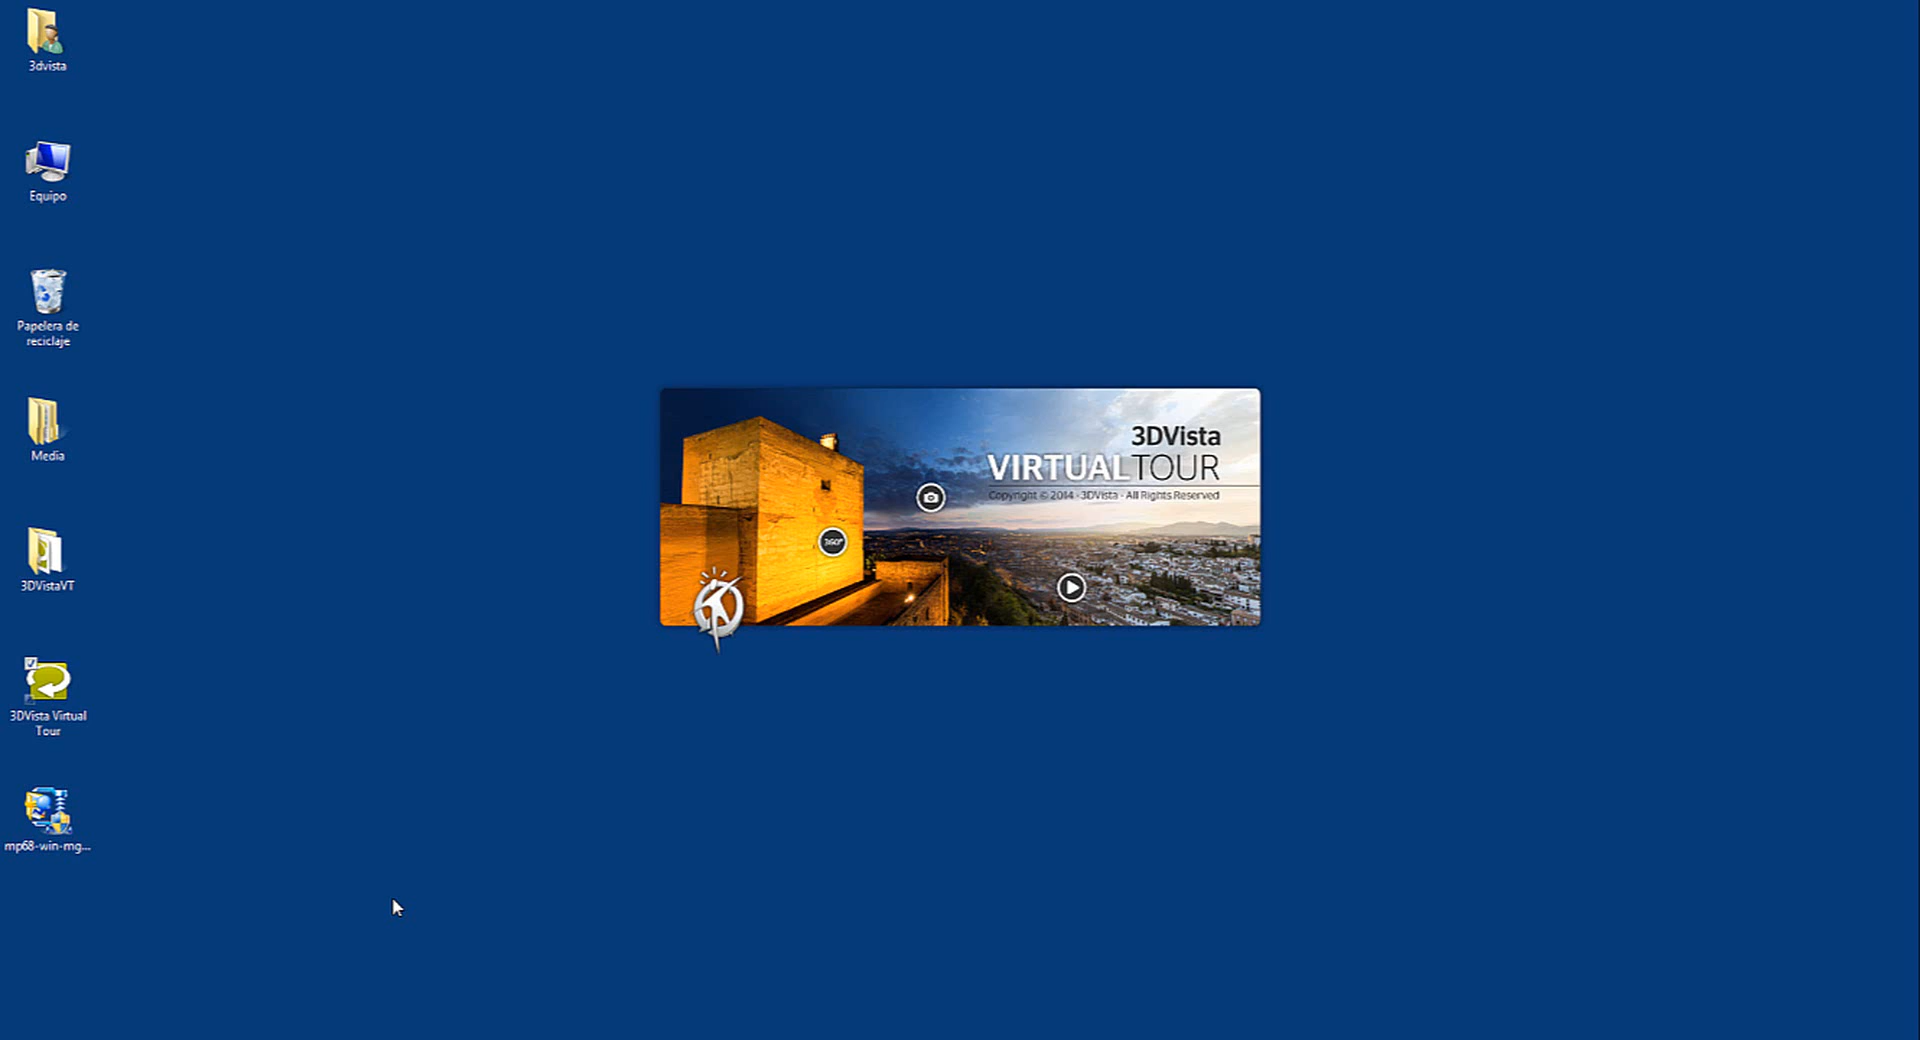 3dvista
Equipo
Papelera de
reciclaje
Media
3DVistaVT
3DVista Virtual
Tour
mp68-win-mg...
3DVista
VIRTUALTOUR
Copyright © 2014 - 3DVista - All Rights Reserved
360°